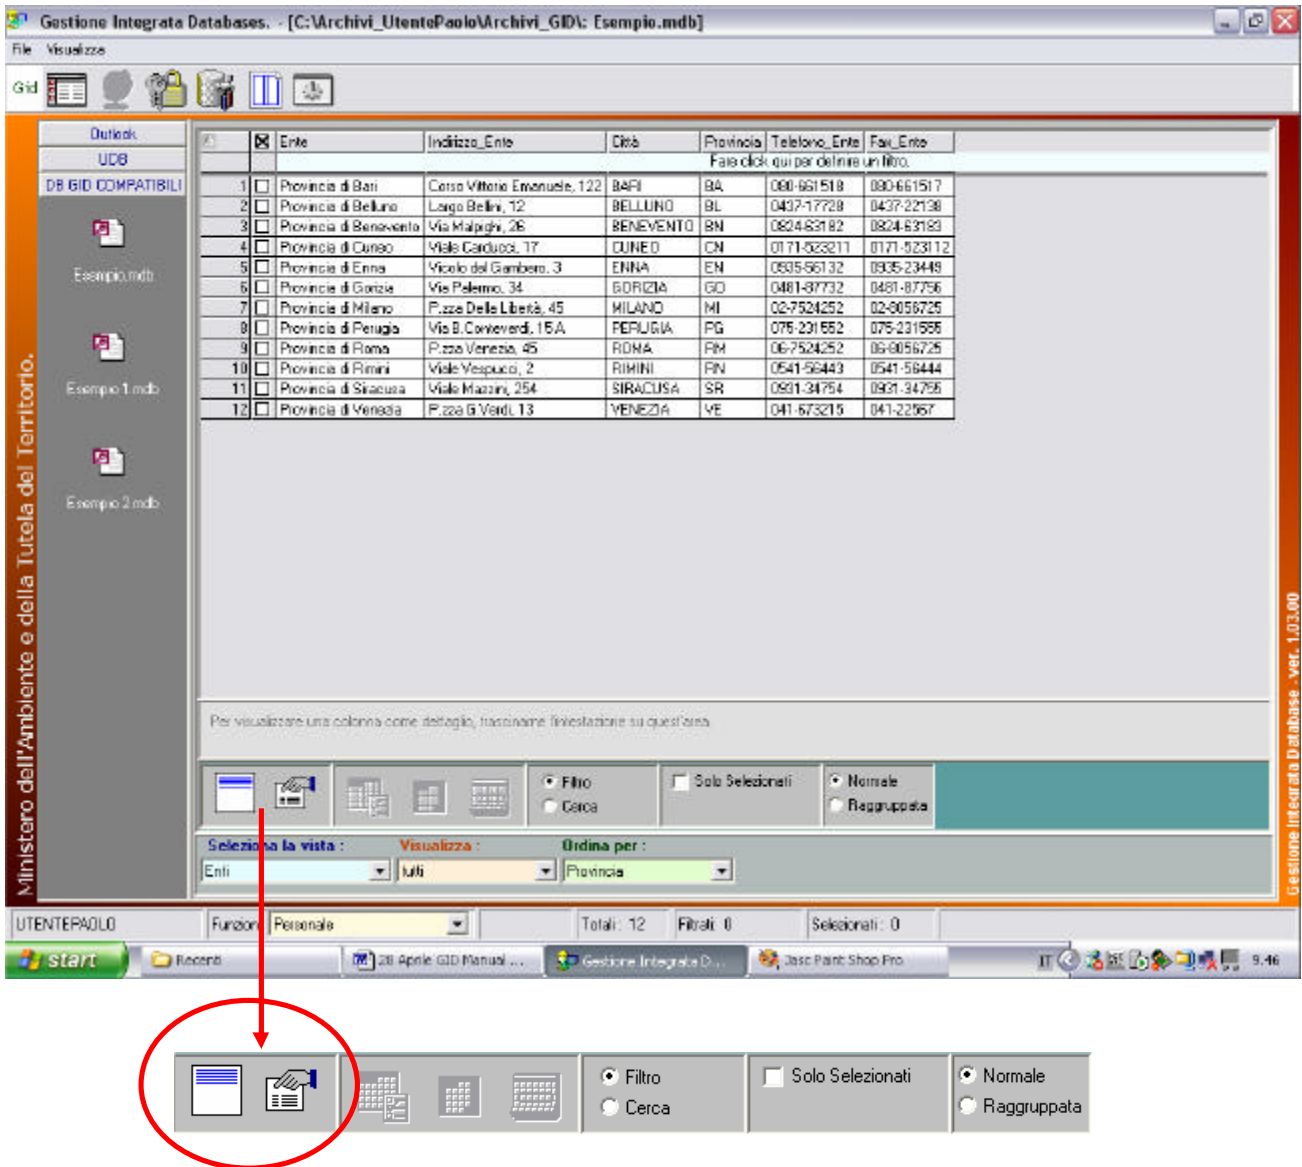 Gestione Integrata Databases. - [C:\Archivi_UtentePaolo\Archivi_GID\: Esempio.mdb]
File Visualizza
Gid
Outlook
UDB
DB GID COMPATIBILI
Esempio.mdb
Esempio 1.mdb
Esempio 2.mdb
Ministero dell'Ambiente e della Tutela del Territorio.
Ente Indirizzo_Ente Città Provincia Telefono_Ente Fax_Ente
Fare click qui per definire un filtro.
1 Provincia di Bari Corso Vittorio Emanuele, 122 BARI BA 080-661518 080-661517
2 Provincia di Belluno Largo Bellini, 12 BELLUNO BL 0437-17728 0437-22138
3 Provincia di Benevento Via Malpighi, 26 BENEVENTO BN 0824-63182 0824-63183
4 Provincia di Cuneo Viale Carducci, 17 CUNEO CN 0171-523211 0171-523112
5 Provincia di Enna Vicolo del Gambero, 3 ENNA EN 0935-56132 0935-23449
6 Provincia di Gorizia Via Palermo, 34 GORIZIA GO 0481-87732 0481-87756
7 Provincia di Milano P.zza Della Libertà, 45 MILANO MI 02-7524252 02-8056725
8 Provincia di Perugia Via B.Conteverdi, 15A PERUGIA PG 075-231552 075-231555
9 Provincia di Roma P.zza Venezia, 45 ROMA RM 06-7524252 06-8056725
10 Provincia di Rimini Viale Vespucci, 2 RIMINI RN 0541-56443 0541-56444
11 Provincia di Siracusa Viale Mazzini, 254 SIRACUSA SR 0931-34754 0931-34755
12 Provincia di Venezia P.zza G.Verdi, 13 VENEZIA VE 041-673215 041-22567
Per visualizzare una colonna come dettaglio, trascinarne l'intestazione su quest'area.
Filtro
Cerca
Solo Selezionati
Normale
Raggruppata
Seleziona la vista : Visualizza : Ordina per :
Enti tutti Provincia
Gestione Integrata Database - ver. 1.03.00
UTENTEPAOLO Funzioni Personale Totali: 12 Filtrati: 0 Selezionati: 0
start Recenti 28 Aprile GID Manual ... Gestione Integrata D... Jasc Paint Shop Pro IT 9.46
Filtro
Cerca
Solo Selezionati
Normale
Raggruppata